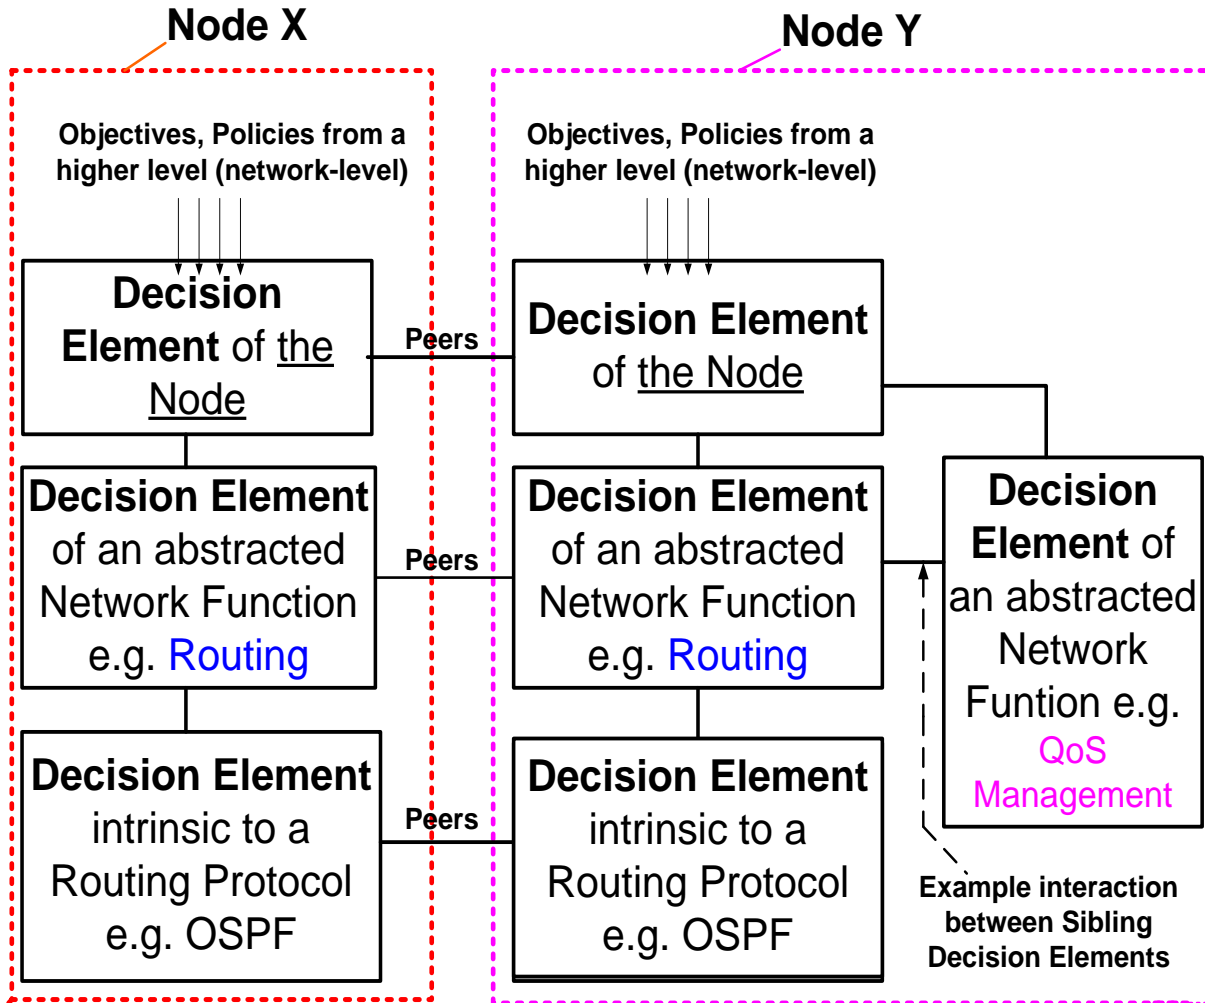 Node X
Node Y
Objectives, Policies from a
higher level (network-level)
Objectives, Policies from a
higher level (network-level)
Decision
Element of the
Node
Peers
Decision Element
of the Node
Decision Element
of an abstracted
Network Function
e.g. Routing
Peers
Decision Element
of an abstracted
Network Function
e.g. Routing
Decision
Element of
an abstracted
Network
Funtion e.g.
QoS
Management
Decision Element
intrinsic to a
Routing Protocol
e.g. OSPF
Peers
Decision Element
intrinsic to a
Routing Protocol
e.g. OSPF
Example interaction
between Sibling
Decision Elements